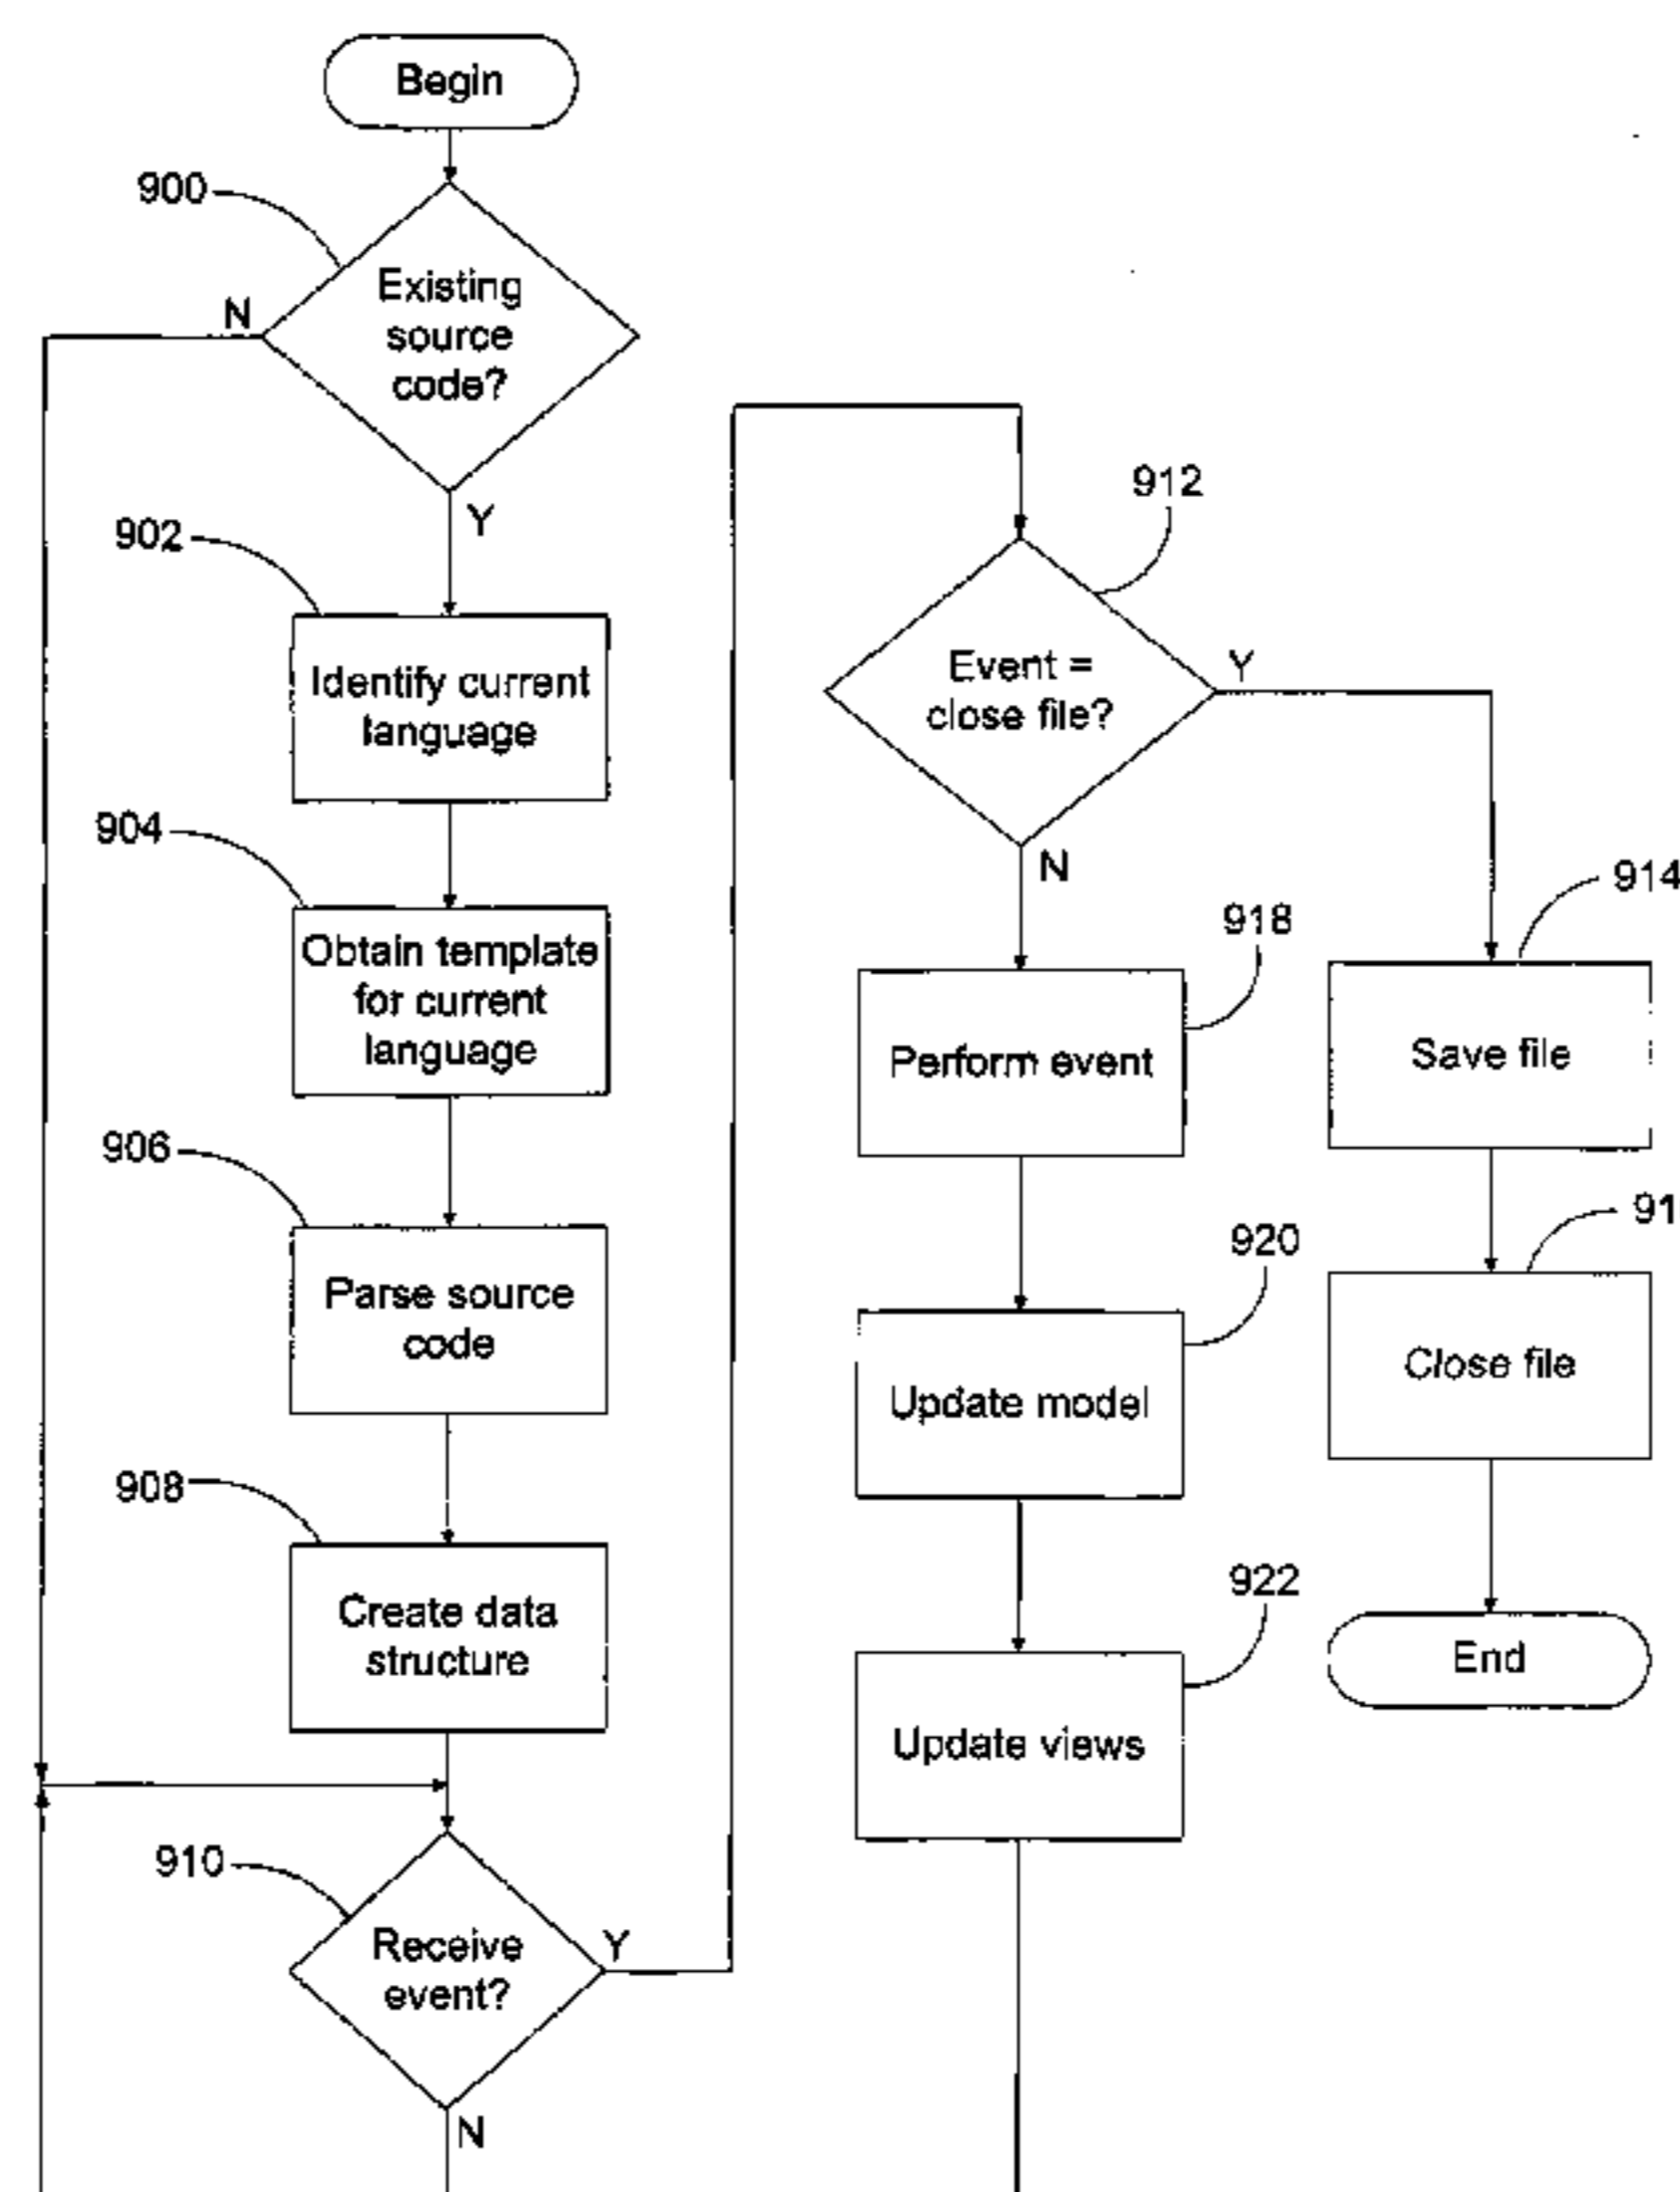 Begin
900
Existing
source
code?
N
Y
902
Identify current
language
904
Obtain template
for current
language
906
Parse source
code
908
Create data
structure
910
Receive
event?
Y
N
912
Event =
close file?
Y
N
914
Save file
918
Perform event
91
Close file
920
Update model
End
922
Update views